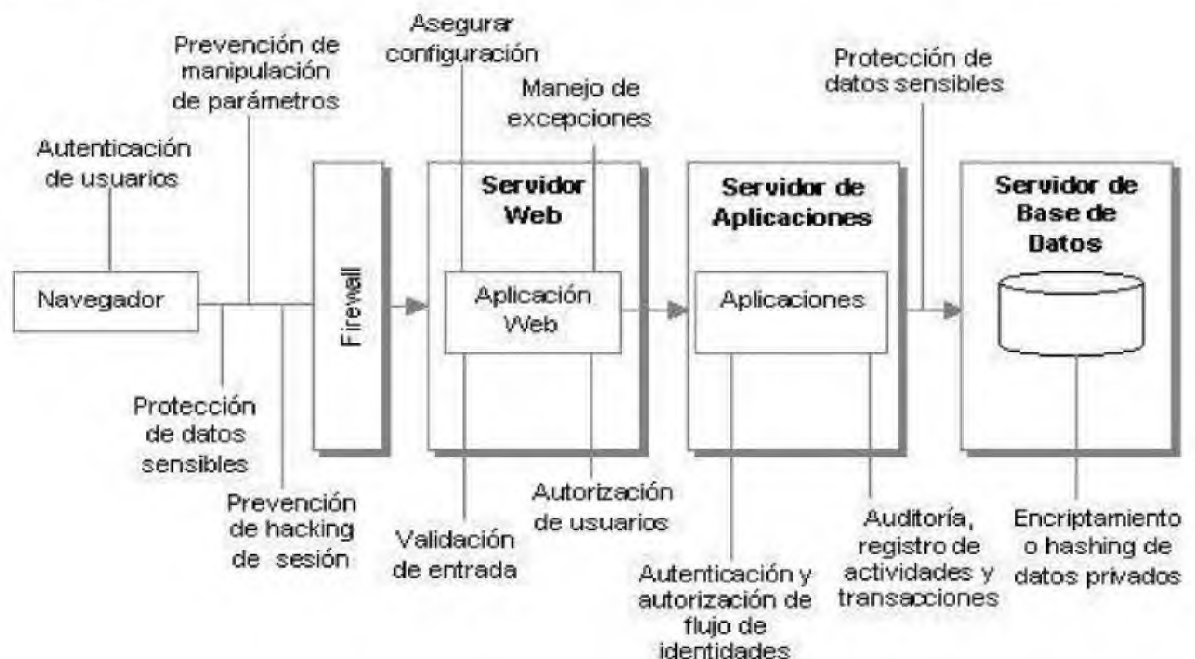 Asegurar
configuración
Prevención de
manipulación
de parámetros
Protección de
datos sensibles
Manejo de
excepciones
Autenticación
de usuarios
Servidor
Web
Servidor de
Aplicaciones
Servidor de
Base de
Datos
Navegador
Firewall
Aplicación
Web
Aplicaciones
Protección
de datos
sensibles
Prevención
de hacking
de sesión
Validación
de entrada
Autorización
de usuarios
Autenticación y
autorización de
flujo de
identidades
Auditoría,
registro de
actividades y
transacciones
Encriptamiento
o hashing de
datos privados